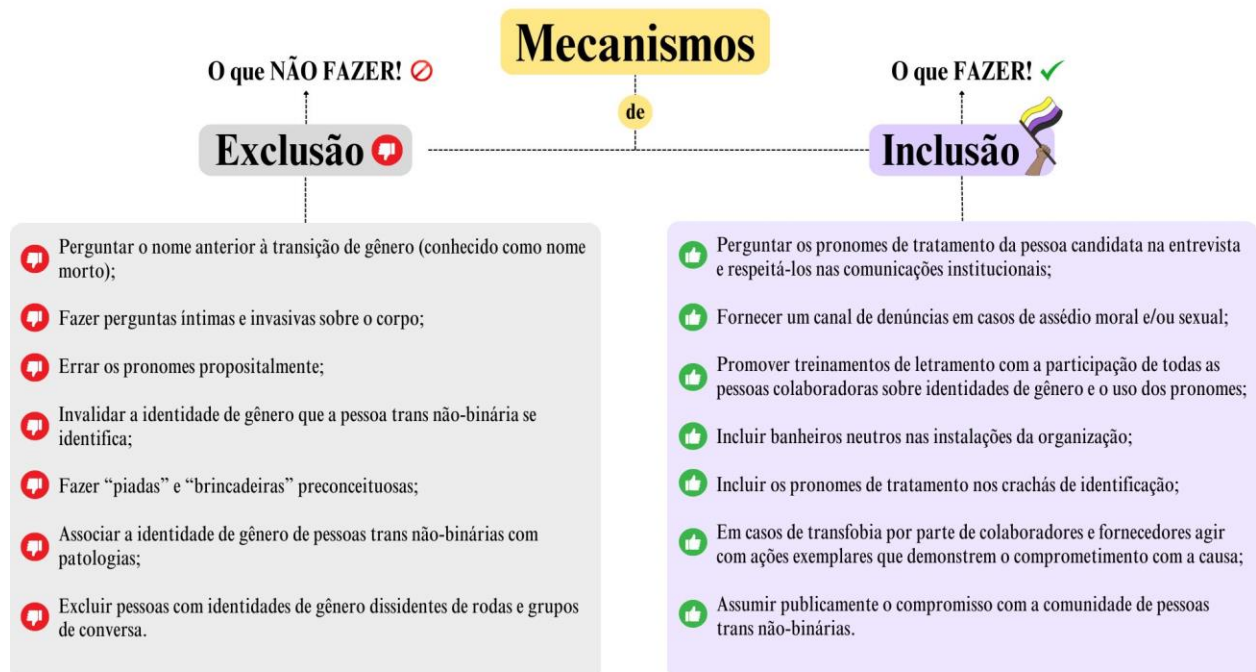 Mecanismos
de
O que NÃO FAZER!
Exclusão
Perguntar o nome anterior à transição de gênero (conhecido como nome
morto);
Fazer perguntas íntimas e invasivas sobre o corpo;
Errar os pronomes propositalmente;
Invalidar a identidade de gênero que a pessoa trans não-binária se
identifica;
Fazer “piadas” e “brincadeiras” preconceituosas;
Associar a identidade de gênero de pessoas trans não-binárias com
patologias;
Excluir pessoas com identidades de gênero dissidentes de rodas e grupos
de conversa.
O que FAZER!
Inclusão
Perguntar os pronomes de tratamento da pessoa candidata na entrevista
e respeitá-los nas comunicações institucionais;
Fornecer um canal de denúncias em casos de assédio moral e/ou sexual;
Promover treinamentos de letramento com a participação de todas as
pessoas colaboradoras sobre identidades de gênero e o uso dos pronomes;
Incluir banheiros neutros nas instalações da organização;
Incluir os pronomes de tratamento nos crachás de identificação;
Em casos de transfobia por parte de colaboradores e fornecedores agir
com ações exemplares que demonstrem o comprometimento com a causa;
Assumir publicamente o compromisso com a comunidade de pessoas
trans não-binárias.